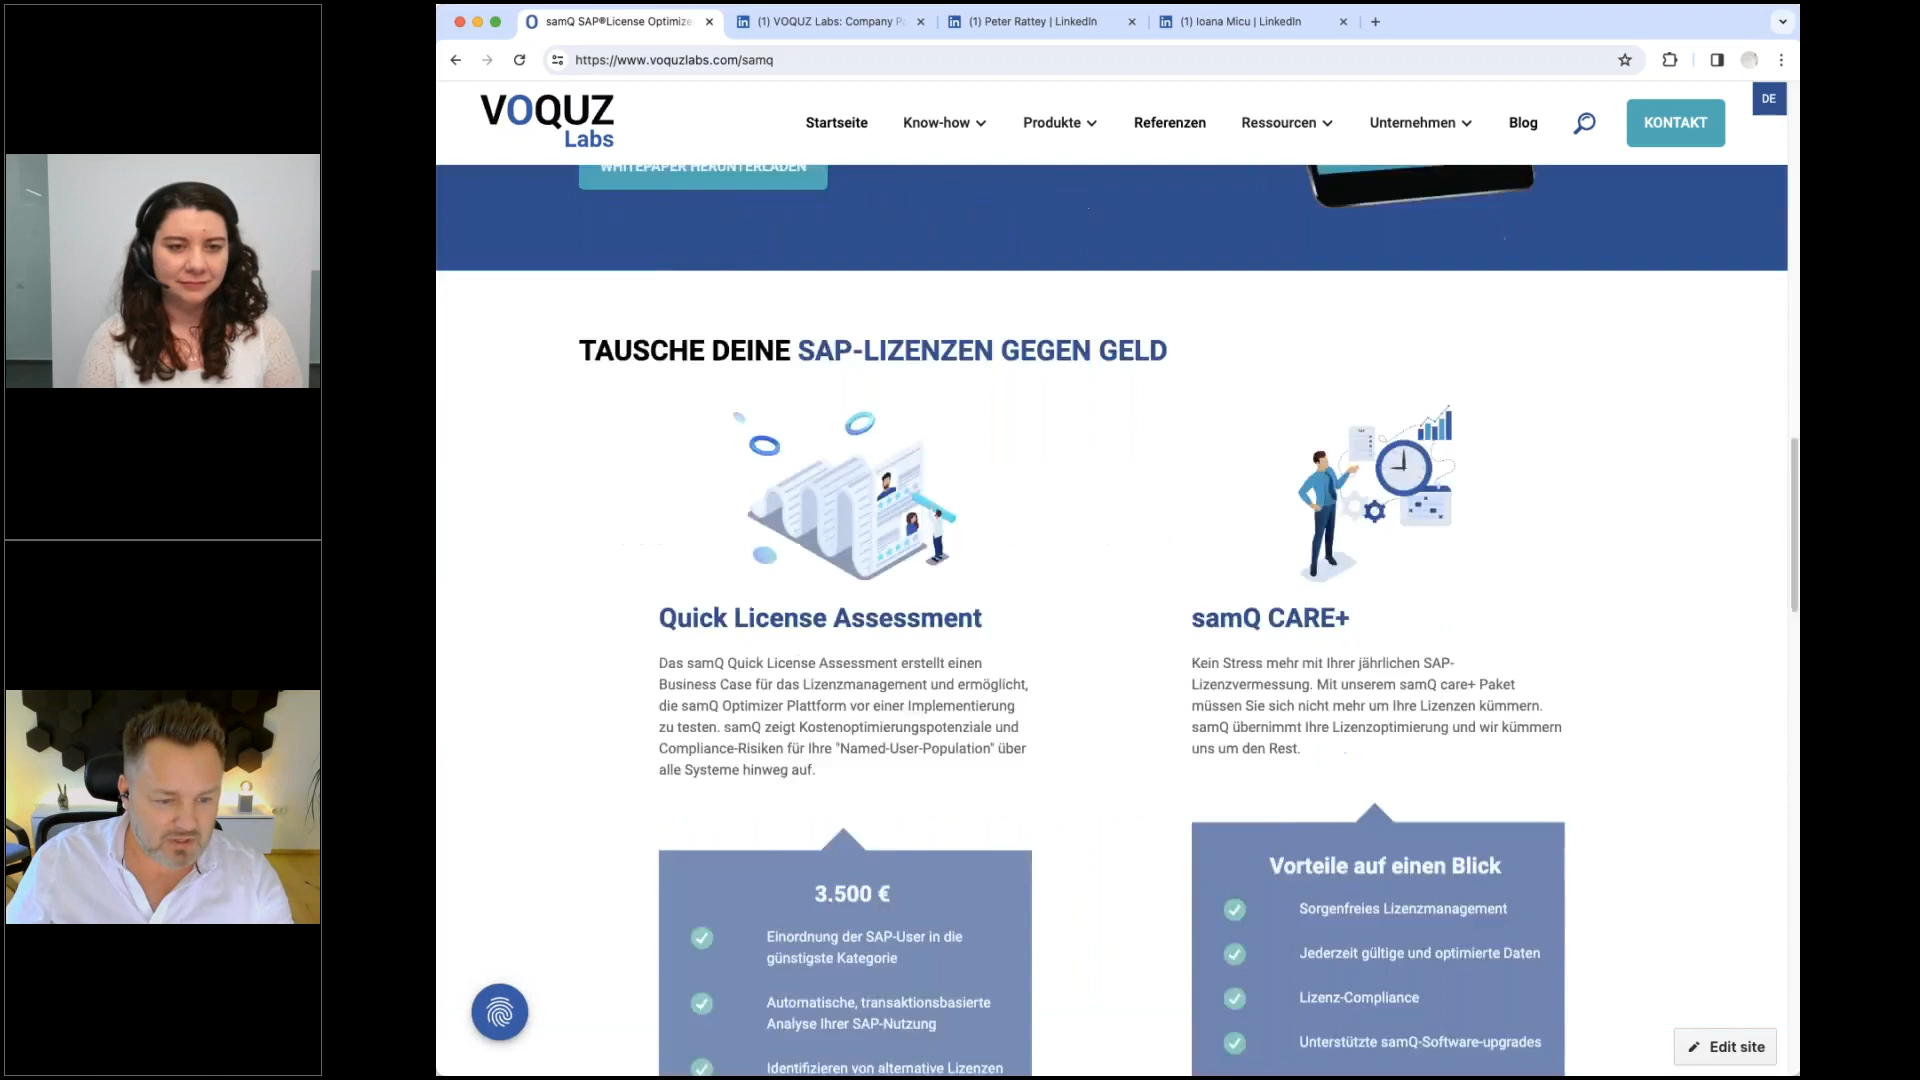 samQ SAP®License Optimize
(1) VOQUZ Labs: Company P
(1) Peter Rattey | LinkedIn
(1) Ioana Micu | LinkedIn
https://www.voquzlabs.com/samq
VOQUZ
Labs
Startseite
Know-how
Produkte
Referenzen
Ressourcen
Unternehmen
Blog
KONTAKT
DE
WHITEPAPER HERUNTERLADEN
TAUSCHE DEINE SAP-LIZENZEN GEGEN GELD
Quick License Assessment
Das samQ Quick License Assessment erstellt einen
Business Case für das Lizenzmanagement und ermöglicht,
die samQ Optimizer Plattform vor einer Implementierung
zu testen. samQ zeigt Kostenoptimierungspotenziale und
Compliance-Risiken für Ihre "Named-User-Population" über
alle Systeme hinweg auf.
3.500 €
Einordnung der SAP-User in die
günstigste Kategorie
Automatische, transaktionsbasierte
Analyse Ihrer SAP-Nutzung
Identifizieren von alternative Lizenzen
samQ CARE+
Kein Stress mehr mit Ihrer jährlichen SAP-
Lizenzvermessung. Mit unserem samQ care+ Paket
müssen Sie sich nicht mehr um Ihre Lizenzen kümmern.
samQ übernimmt Ihre Lizenzoptimierung und wir kümmern
uns um den Rest.
Vorteile auf einen Blick
Sorgenfreies Lizenzmanagement
Jederzeit gültige und optimierte Daten
Lizenz-Compliance
Unterstützte samQ-Software-upgrades
Edit site